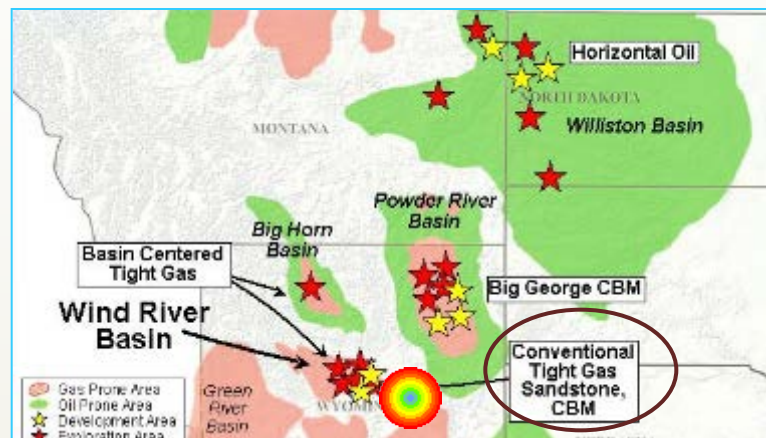 Horizontal Oil
NORTH DAKOTA
MONTANA
Williston Basin
Powder River
Basin
Big Horn
Basin
Basin Centered
Tight Gas
Big George CBM
Wind River
Basin
Conventional
Tight Gas
Sandstone,
CBM
Gas Prone Area
Oil Prone Area
Development Area
Exploration Area
Green
River
Basin